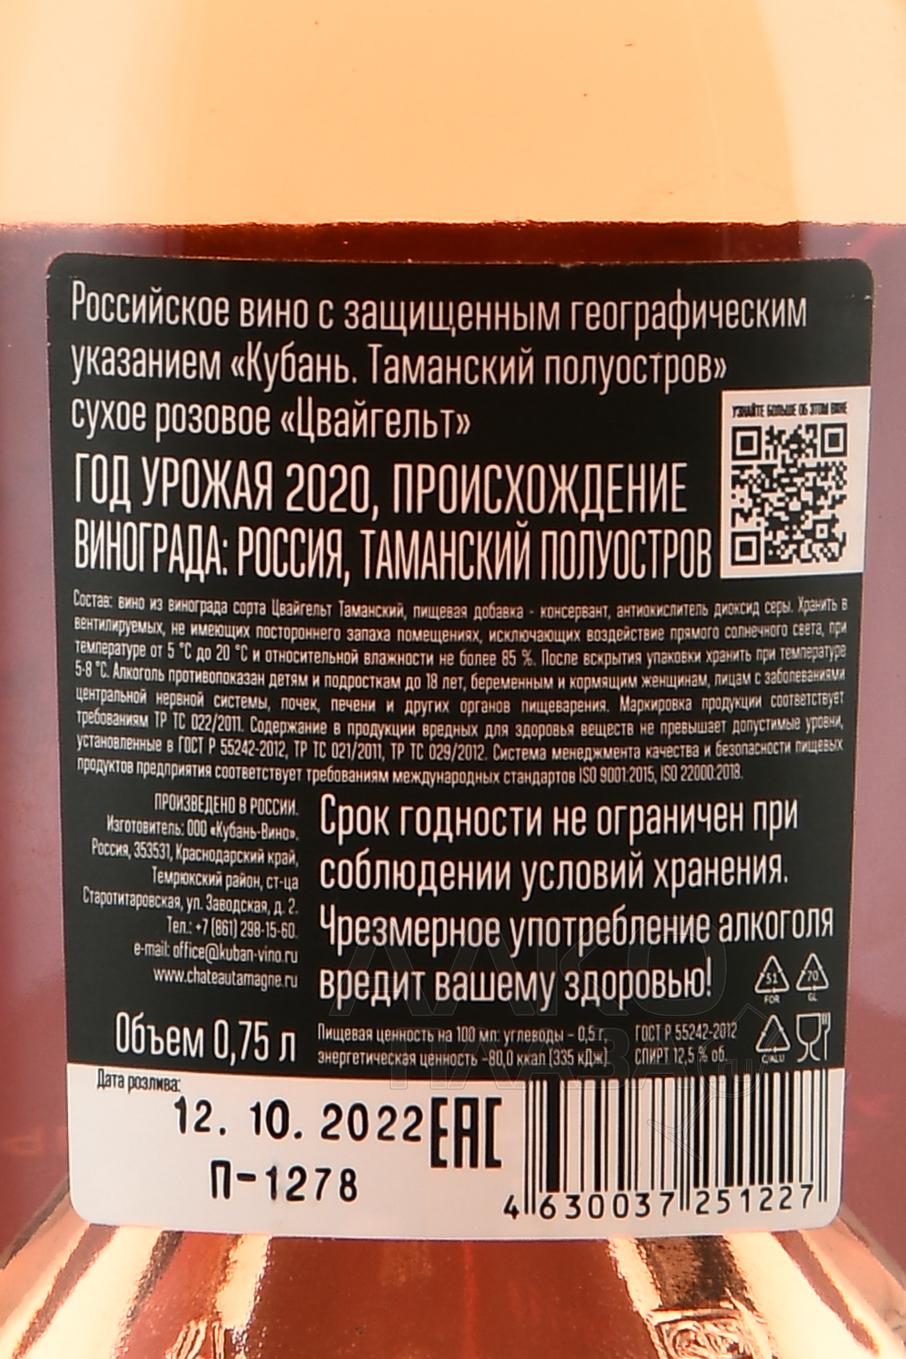 Российское вино с защищенным географическим
указанием «Кубань. Таманский полуостров»
сухое розовое «Цвайгельт»
УЗНАЙТЕ БОЛЬШЕ ОБ ЭТОМ ВИНЕ
ГОД УРОЖАЯ 2020, ПРОИСХОЖДЕНИЕ
ВИНОГРАДА: РОССИЯ, ТАМАНСКИЙ ПОЛУОСТРОВ
Состав: вино из винограда сорта Цвайгельт Таманский, пищевая добавка - консервант, антиокислитель диоксид серы. Хранить в
вентилируемых, не имеющих постороннего запаха помещениях, исключающих воздействие прямого солнечного света, при
температуре от 5 °C до 20 °C и относительной влажности не более 85 %. После вскрытия упаковки хранить при температуре
5-8 °C. Алкоголь противопоказан детям и подросткам до 18 лет, беременным и кормящим женщинам, лицам с заболеваниями
центральной нервной системы, почек, печени и других органов пищеварения. Маркировка продукции соответствует
требованиям ТР ТС 022/2011. Содержание в продукции вредных для здоровья веществ не превышает допустимые уровни,
установленные в ГОСТ Р 55242-2012, ТР ТС 021/2011, ТР ТС 029/2012. Система менеджмента качества и безопасности пищевых
продуктов предприятия соответствует требованиям международных стандартов ISO 9001:2015, ISO 22000:2018.
ПРОИЗВЕДЕНО В РОССИИ.
Изготовитель: ООО «Кубань-Вино»,
Россия, 353531, Краснодарский край,
Темрюкский район, ст-ца
Старотитаровская, ул. Заводская, д. 2.
Тел.: +7 (861) 298-15-60.
e-mail: office@kuban-vino.ru
www.chateautamagne.ru
Срок годности не ограничен при
соблюдении условий хранения.
Чрезмерное употребление алкоголя
вредит вашему здоровью!
51
FOR
70
GL
C/ALU
Объем 0,75 л
Пищевая ценность на 100 мл: углеводы – 0,5 г,
энергетическая ценность –80,0 ккал (335 кДж).
ГОСТ Р 55242-2012
СПИРТ 12,5 % об.
Дата розлива:
12. 10. 2022
П-1278
EAC
4 630037 251227
АЛКО
ПЛАЗА.ru